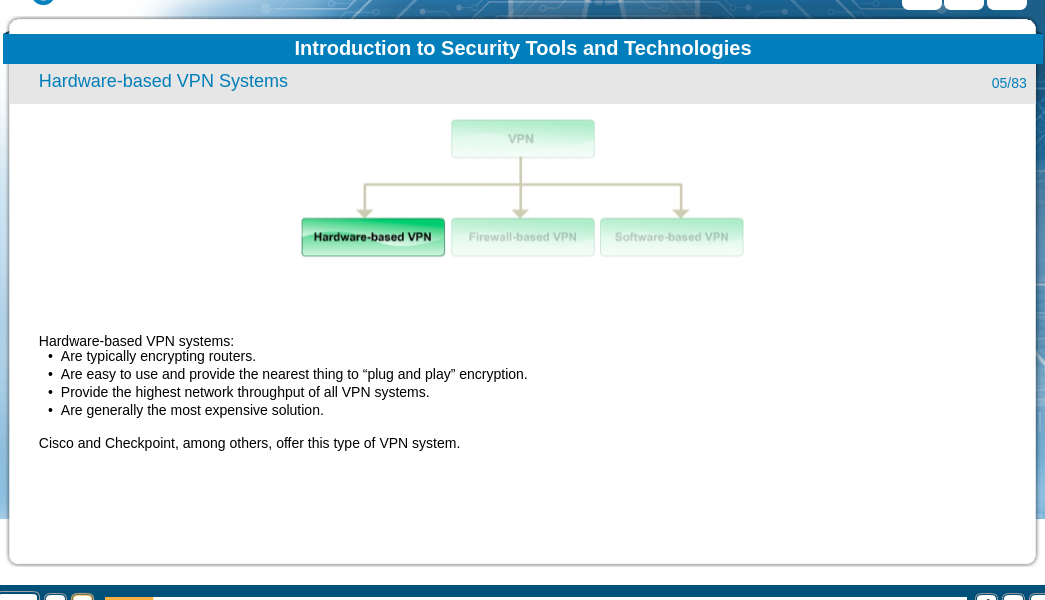 Introduction to Security Tools and Technologies
Hardware-based VPN Systems
05/83
VPN
Hardware-based VPN
Firewall-based VPN
Software-based VPN
Hardware-based VPN systems:
• Are typically encrypting routers.
• Are easy to use and provide the nearest thing to “plug and play” encryption.
• Provide the highest network throughput of all VPN systems.
• Are generally the most expensive solution.
Cisco and Checkpoint, among others, offer this type of VPN system.